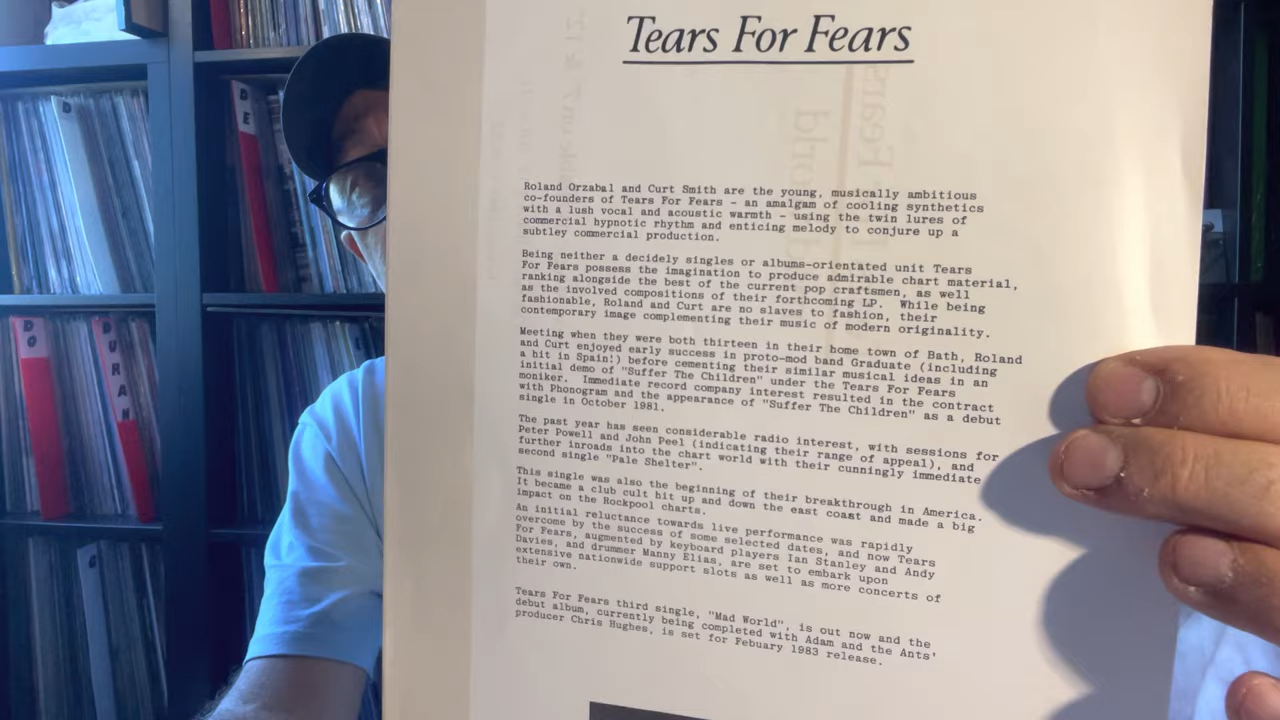 Tears For Fears
Roland Orzabal and Curt Smith are the young, musically ambitious
co-founders of Tears For Fears - an amalgam of cooling synthetics
with a lush vocal and acoustic warmth - using the twin lures of
commercial hypnotic rhythm and enticing melody to conjure up a
subtley commercial production.
Being neither a decidely singles or albums-orientated unit Tears
For Fears possess the imagination to produce admirable chart material,
ranking alongside the best of the current pop craftsmen, as well
as the involved compositions of their forthcoming LP. While being
fashionable, Roland and Curt are no slaves to fashion, their
contemporary image complementing their music of modern originality.
Meeting when they were both thirteen in their home town of Bath, Roland
and Curt enjoyed early success in proto-mod band Graduate (including
a hit in Spain!) before cementing their similar musical ideas in an
initial demo of "Suffer The Children" under the Tears For Fears
moniker. Immediate record company interest resulted in the contract
with Phonogram and the appearance of "Suffer The Children" as a debut
single in October 1981.
The past year has seen considerable radio interest, with sessions for
Peter Powell and John Peel (indicating their range of appeal), and
further inroads into the chart world with their cunningly immediate
second single "Pale Shelter".
This single was also the beginning of their breakthrough in America.
It became a club cult hit up and down the east coast and made a big
impact on the Rockpool charts.
An initial reluctance towards live performance was rapidly
overcome by the success of some selected dates, and now Tears
For Fears, augmented by keyboard players Ian Stanley and Andy
Davies, and drummer Manny Elias, are set to embark upon
extensive nationwide support slots as well as more concerts of
their own.
Tears For Fears third single, "Mad World", is out now and the
debut album, currently being completed with Adam and the Ants'
producer Chris Hughes, is set for Febuary 1983 release.
D
DE
DO
DURAN
D